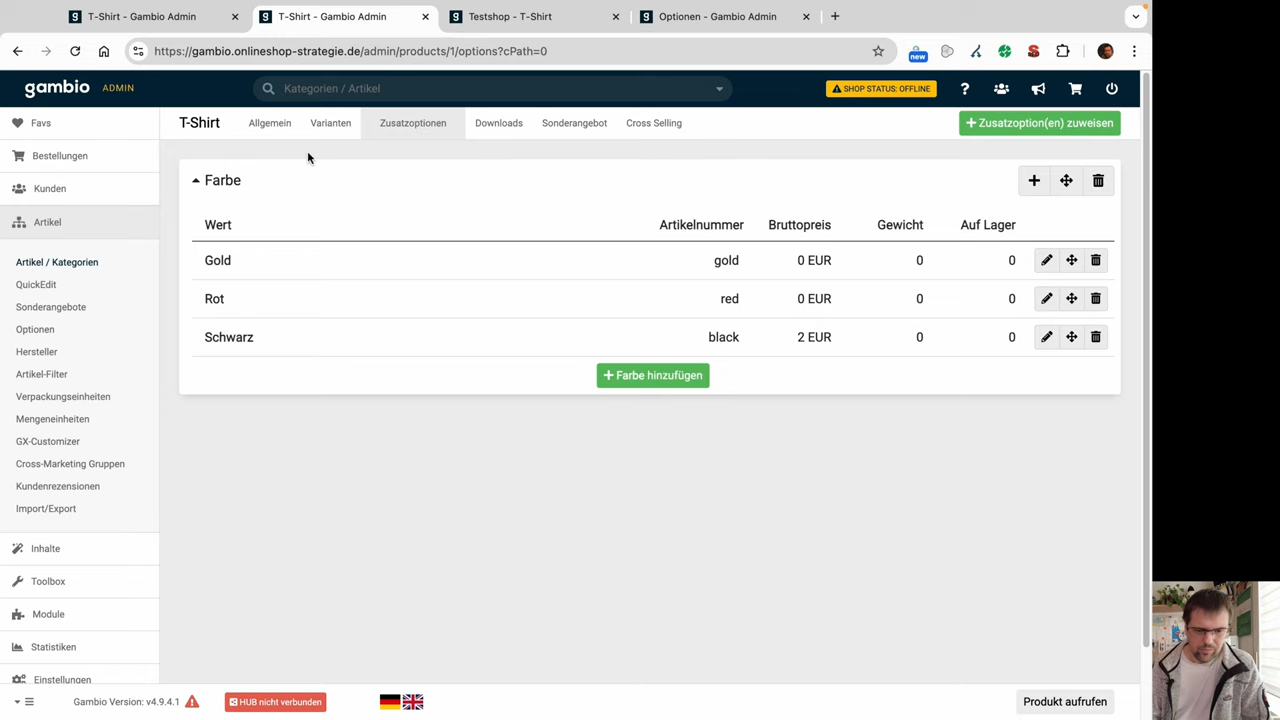 T-Shirt - Gambio Admin
T-Shirt - Gambio Admin
Testshop - T-Shirt
Optionen - Gambio Admin
https://gambio.onlineshop-strategie.de/admin/products/1/options?cPath=0
new
gambio ADMIN
Kategorien / Artikel
SHOP STATUS: OFFLINE
Favs
Bestellungen
Kunden
Artikel
Artikel / Kategorien
QuickEdit
Sonderangebote
Optionen
Hersteller
Artikel-Filter
Verpackungseinheiten
Mengeneinheiten
GX-Customizer
Cross-Marketing Gruppen
Kundenrezensionen
Import/Export
Inhalte
Toolbox
Module
Statistiken
Einstellungen
T-Shirt Allgemein Varianten Zusatzoptionen Downloads Sonderangebot Cross Selling
Zusatzoption(en) zuweisen
Farbe
Wert Artikelnummer Bruttopreis Gewicht Auf Lager
Gold gold 0 EUR 0 0
Rot red 0 EUR 0 0
Schwarz black 2 EUR 0 0
Farbe hinzufügen
Gambio Version: v4.9.4.1
HUB nicht verbunden
Produkt aufrufen